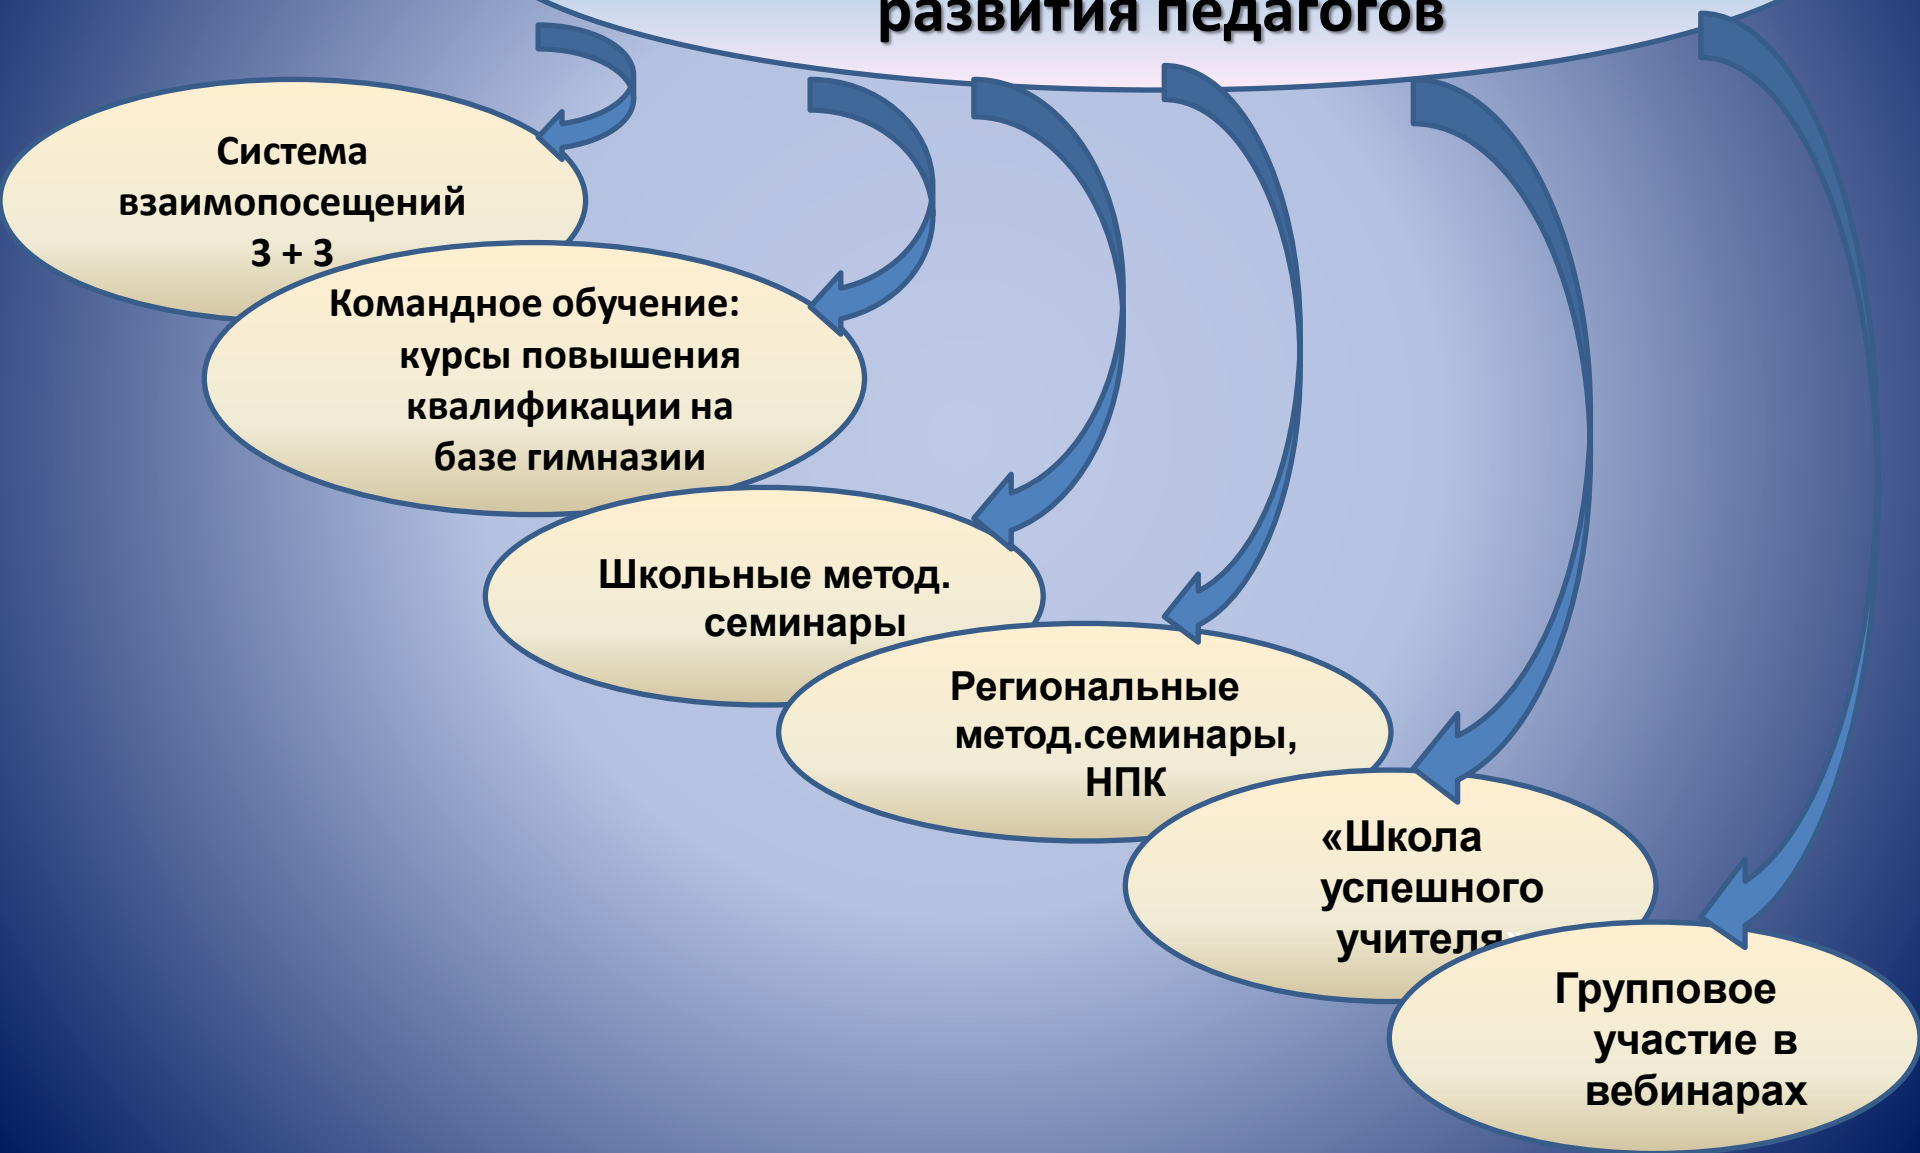 развития педагогов
Система
взаимопосещений
3 + 3
Командное обучение:
курсы повышения
квалификации на
базе гимназии
Школьные метод.
семинары
Региональные
метод.семинары,
НПК
«Школа
успешного
учителя»
Групповое
участие в
вебинарах